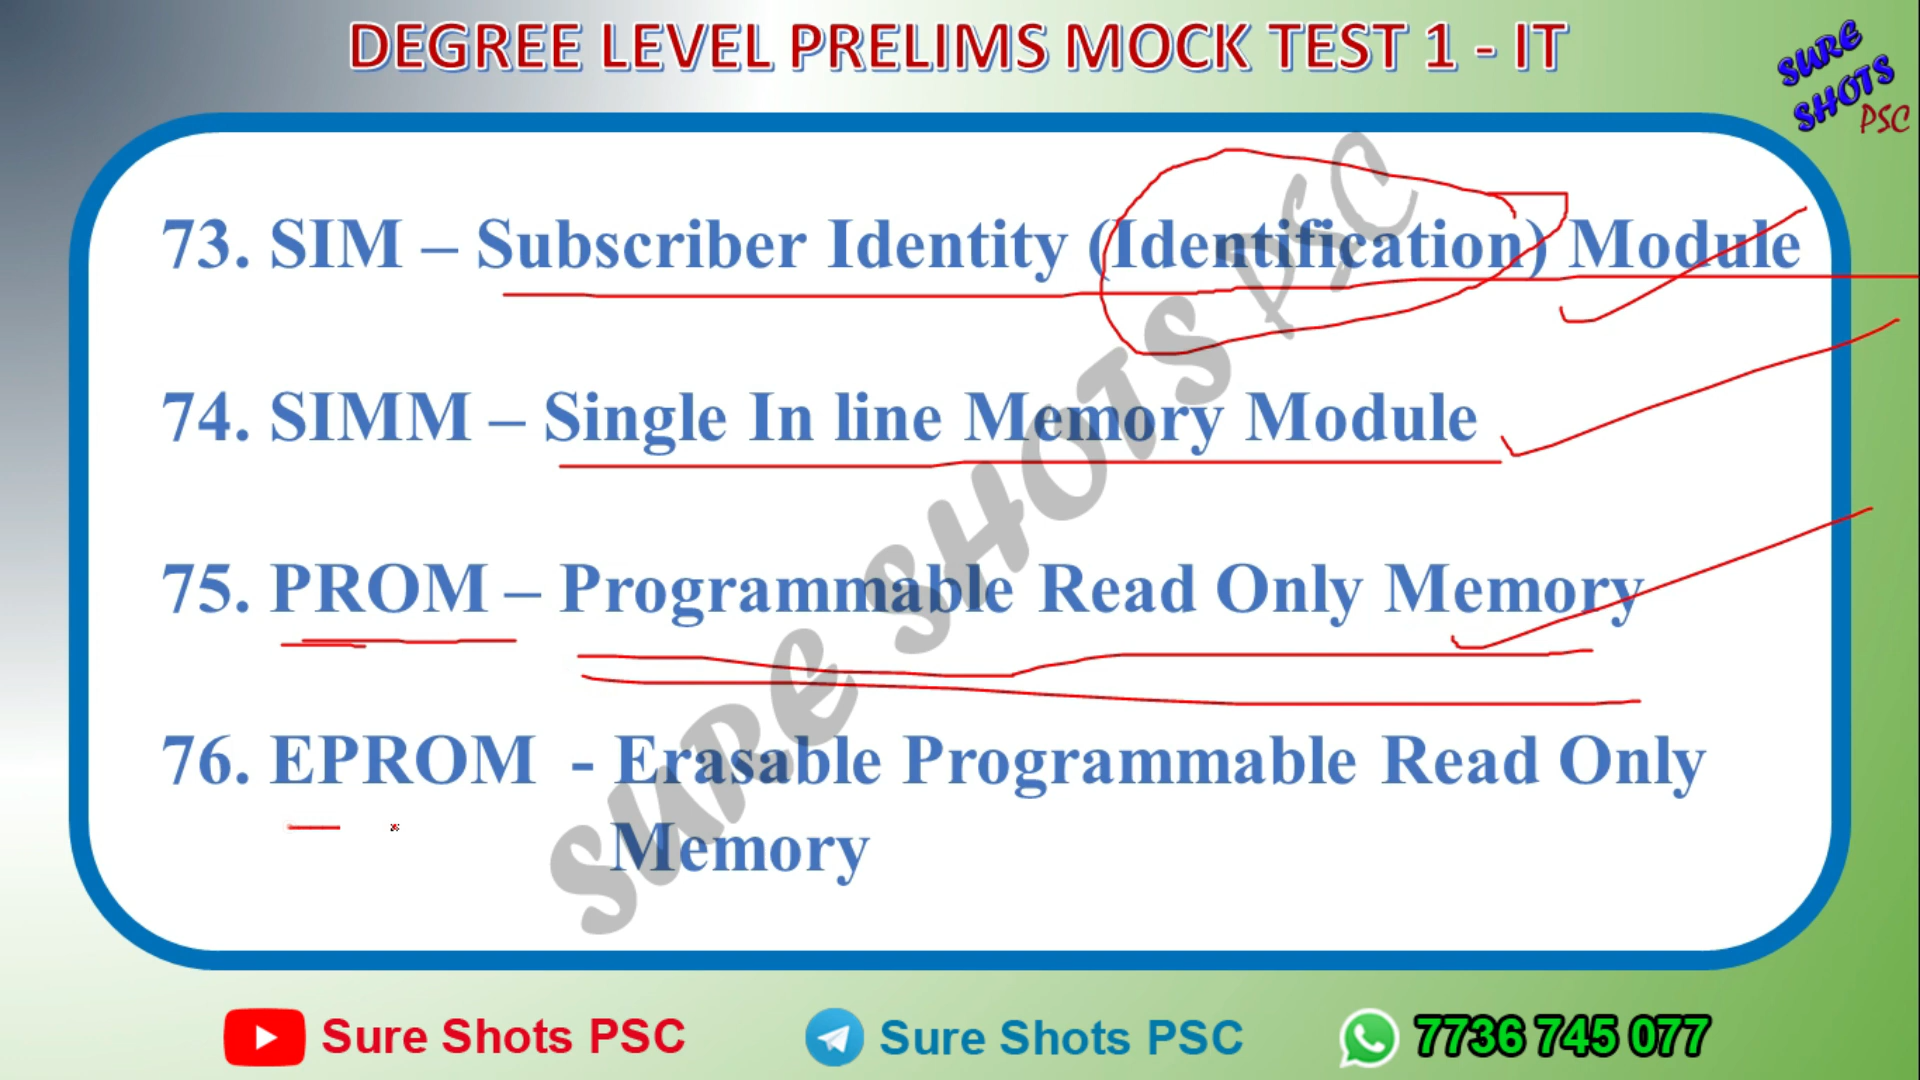 DEGREE LEVEL PRELIMS MOCK TEST 1 - IT
SURE
SHOTS
PSC
73. SIM – Subscriber Identity (Identification) Module
74. SIMM – Single In line Memory Module
75. PROM – Programmable Read Only Memory
76. EPROM - Erasable Programmable Read Only
Memory
SURE SHOTS PSC
Sure Shots PSC
Sure Shots PSC
7736 745 077